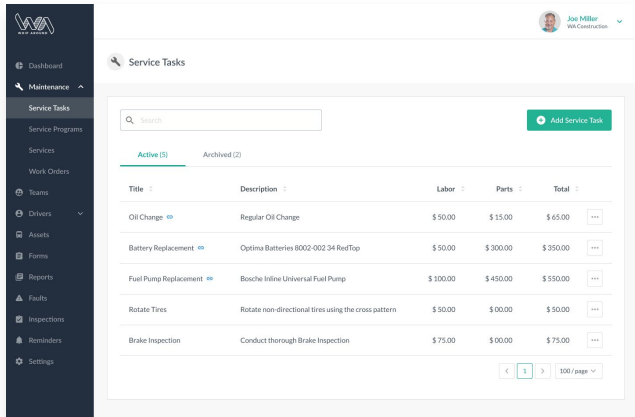 WHIP AROUND
Joe Miller
WA Construction
Dashboard
Maintenance
Service Tasks
Service Programs
Services
Work Orders
Teams
Drivers
Assets
Forms
Reports
Faults
Inspections
Reminders
Settings
Service Tasks
Search
Add Service Task
Active (5) Archived (2)
Title Description Labor Parts Total
Oil Change Regular Oil Change $ 50.00 $ 15.00 $ 65.00
Battery Replacement Optima Batteries 8002-002 34 RedTop $ 50.00 $ 300.00 $ 350.00
Fuel Pump Replacement Bosche Inline Universal Fuel Pump $ 100.00 $ 450.00 $ 550.00
Rotate Tires Rotate non-directional tires using the cross pattern $ 50.00 $ 00.00 $ 50.00
Brake Inspection Conduct thorough Brake Inspection $ 75.00 $ 00.00 $ 75.00
< 1 > 100 / page